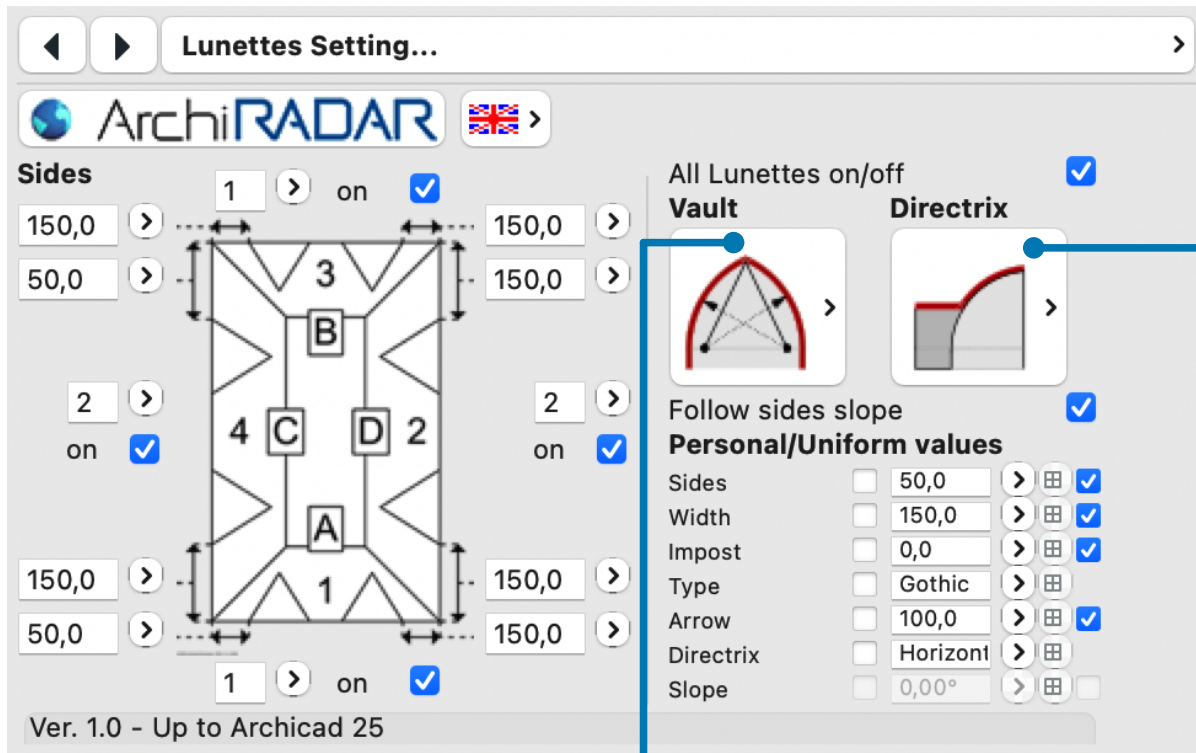 Lunettes Setting...
ArchiRADAR
Sides
1 on
150,0
50,0
150,0
150,0
3
B
2
on
2
on
4 C D 2
A
1
150,0
50,0
150,0
150,0
1 on
All Lunettes on/off
Vault Directrix
Follow sides slope
Personal/Uniform values
Sides 50,0
Width 150,0
Impost 0,0
Type Gothic
Arrow 100,0
Directrix Horizont
Slope 0,00°
Ver. 1.0 - Up to Archicad 25